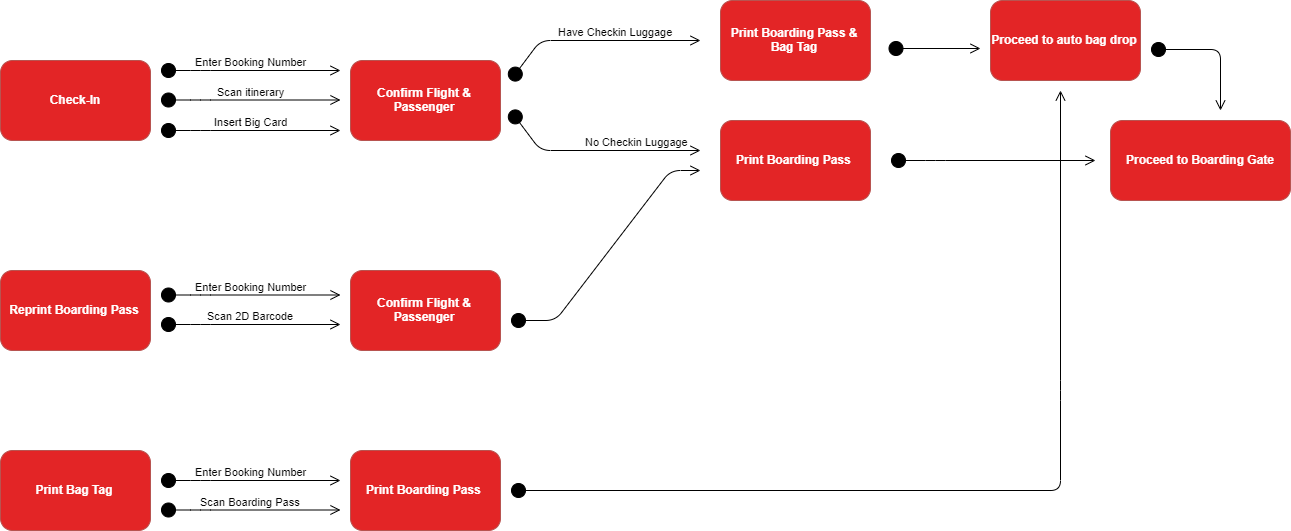 Have Checkin Luggage
Print Boarding Pass &
Bag Tag
Proceed to auto bag drop
Check-In
Enter Booking Number
Scan itinerary
Insert Big Card
Confirm Flight &
Passenger
No Checkin Luggage
Print Boarding Pass
Proceed to Boarding Gate
Reprint Boarding Pass
Enter Booking Number
Scan 2D Barcode
Confirm Flight &
Passenger
Print Bag Tag
Enter Booking Number
Scan Boarding Pass
Print Boarding Pass